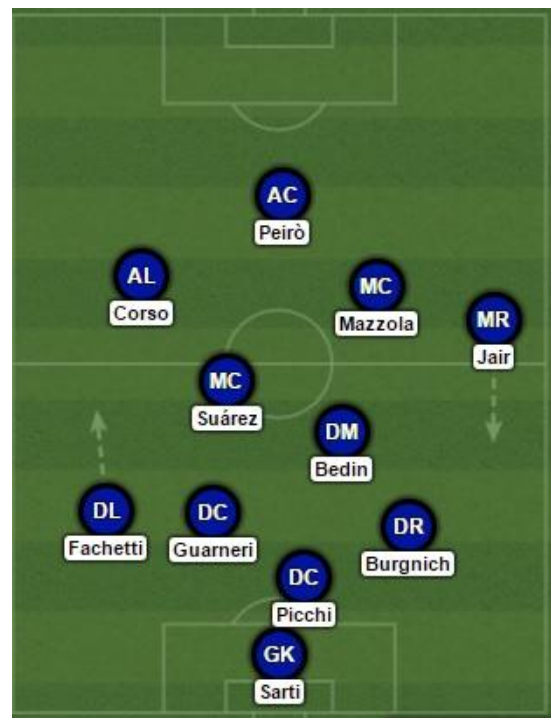 AC
Peirò
AL
Corso
MC
Mazzola
MR
Jair
MC
Suárez
DM
Bedin
DL
Fachetti
DC
Guarneri
DR
Burgnich
DC
Picchi
GK
Sarti